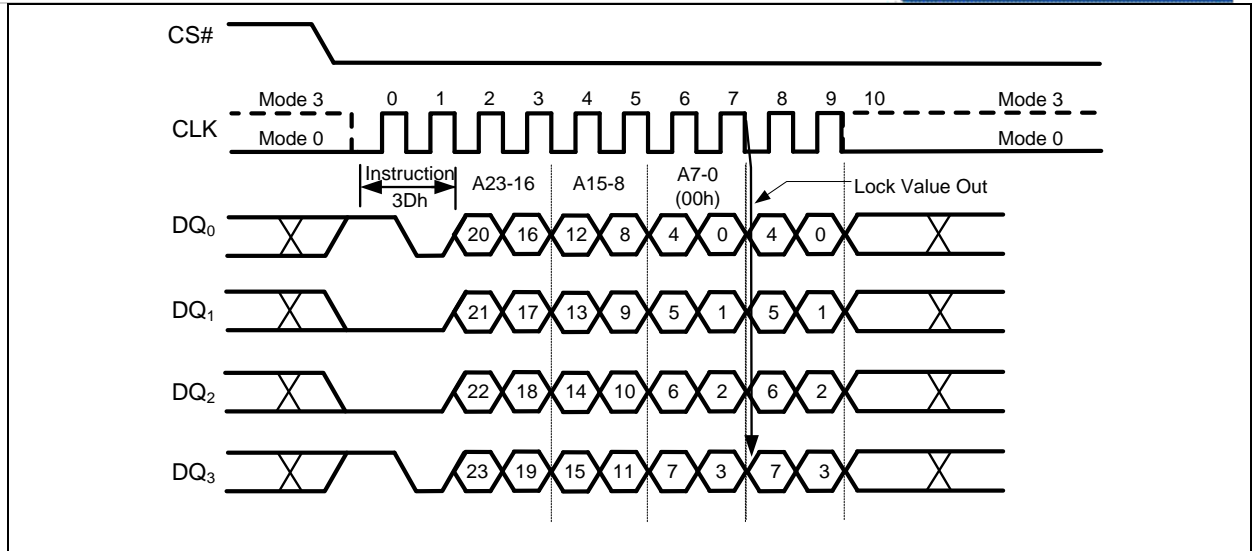 CS#
Mode 3 0 1 2 3 4 5 6 7 8 9 10 Mode 3
CLK
Mode 0 Mode 0
Instruction A23-16 A15-8 A7-0
3Dh (00h) Lock Value Out
DQ0 20 16 12 8 4 0 4 0
DQ1 21 17 13 9 5 1 5 1
DQ2 22 18 14 10 6 2 6 2
DQ3 23 19 15 11 7 3 7 3